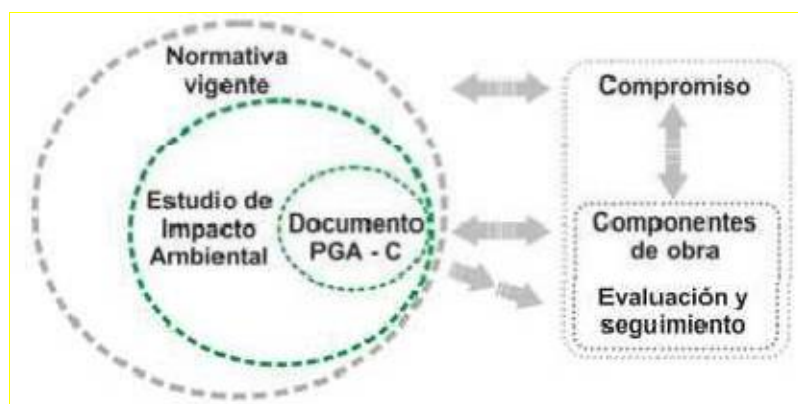 Normativa
vigente
Estudio de
Impacto
Ambiental
Documento
PGA - C
Compromiso
Componentes
de obra
Evaluación y
seguimiento